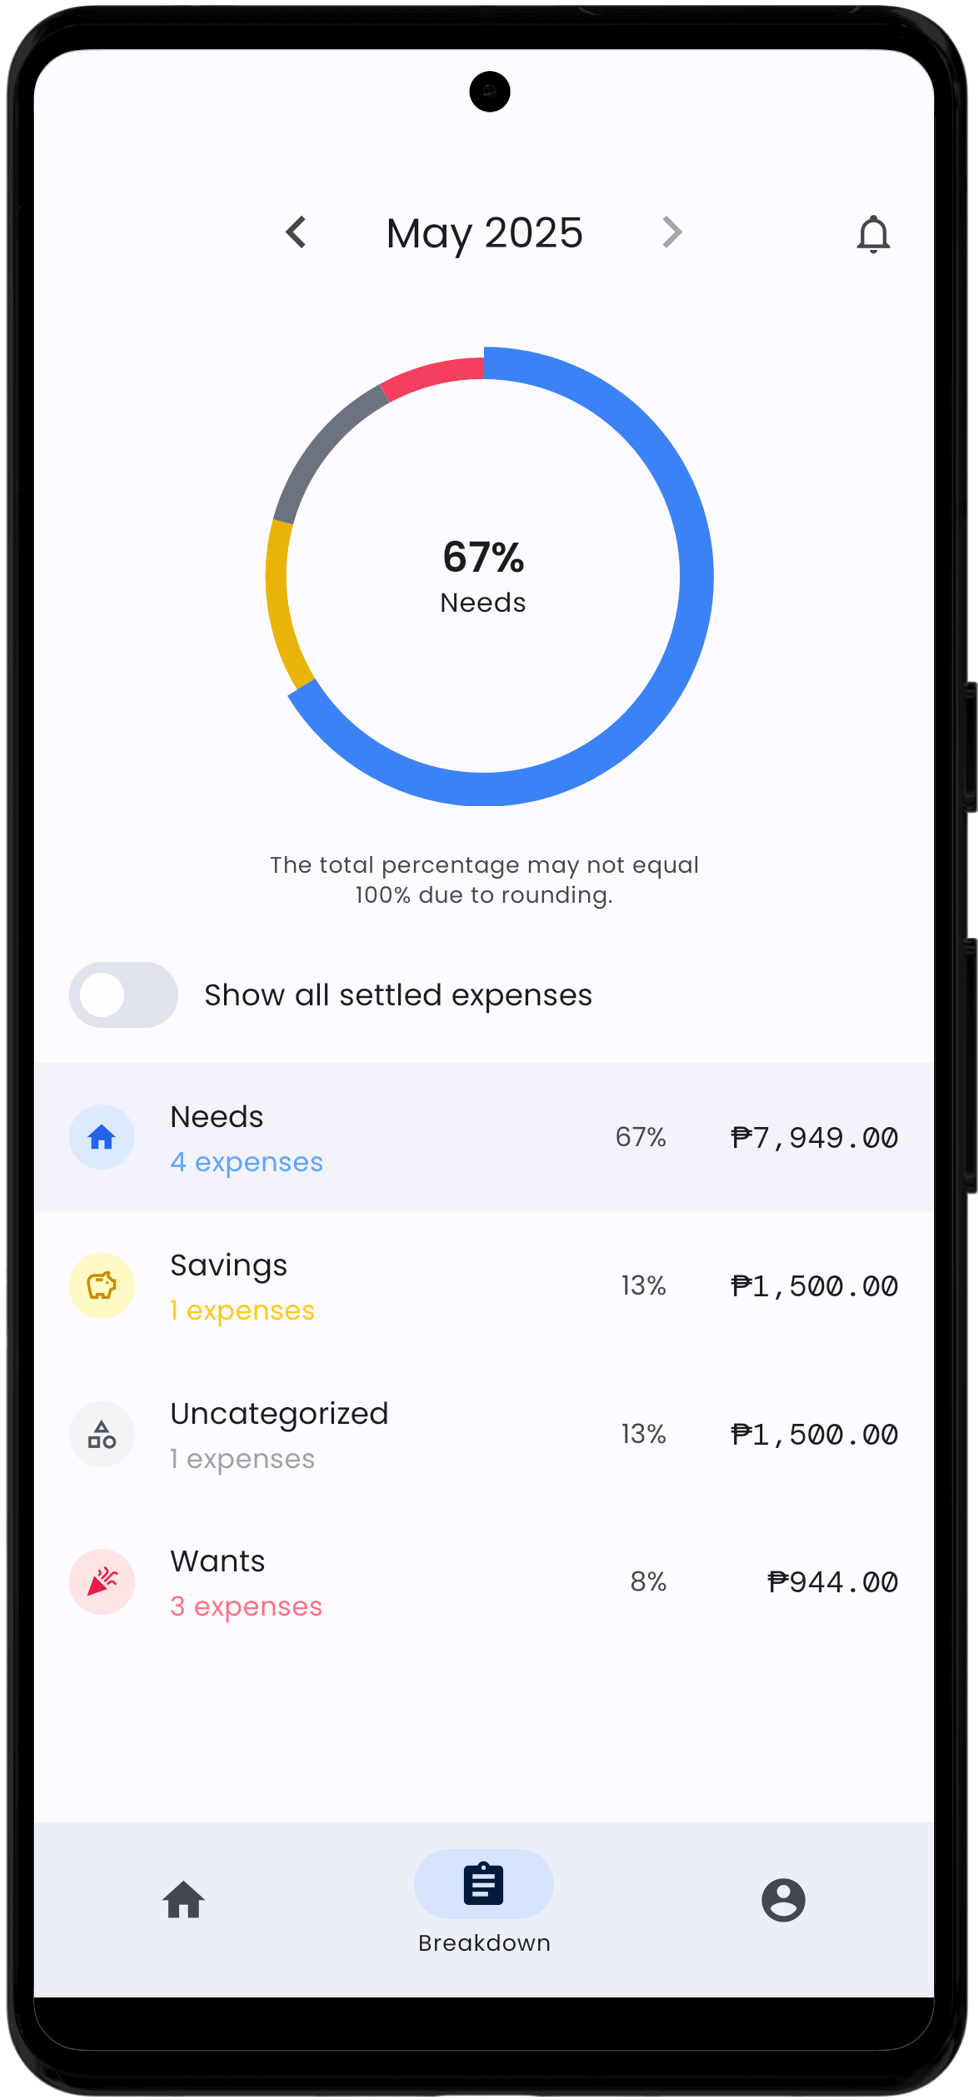 May 2025
67%
Needs
The total percentage may not equal
100% due to rounding.
Show all settled expenses
Needs
4 expenses
67%
₱7,949.00
Savings
1 expenses
13%
₱1,500.00
Uncategorized
1 expenses
13%
₱1,500.00
Wants
3 expenses
8%
₱944.00
Breakdown